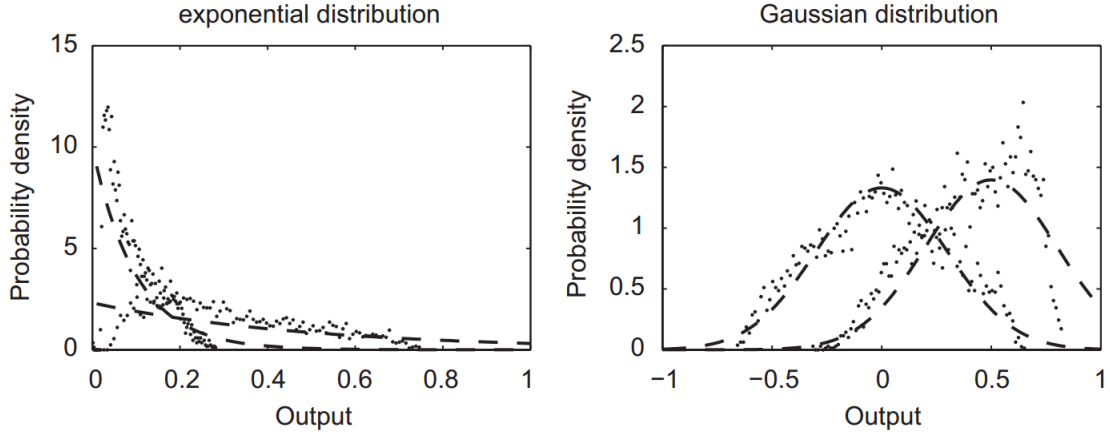 exponential distribution
15
10
5
0
Probability density
0 0.2 0.4 0.6 0.8 1
Output
Gaussian distribution
2.5
2
1.5
1
0.5
0
Probability density
−1 −0.5 0 0.5 1
Output